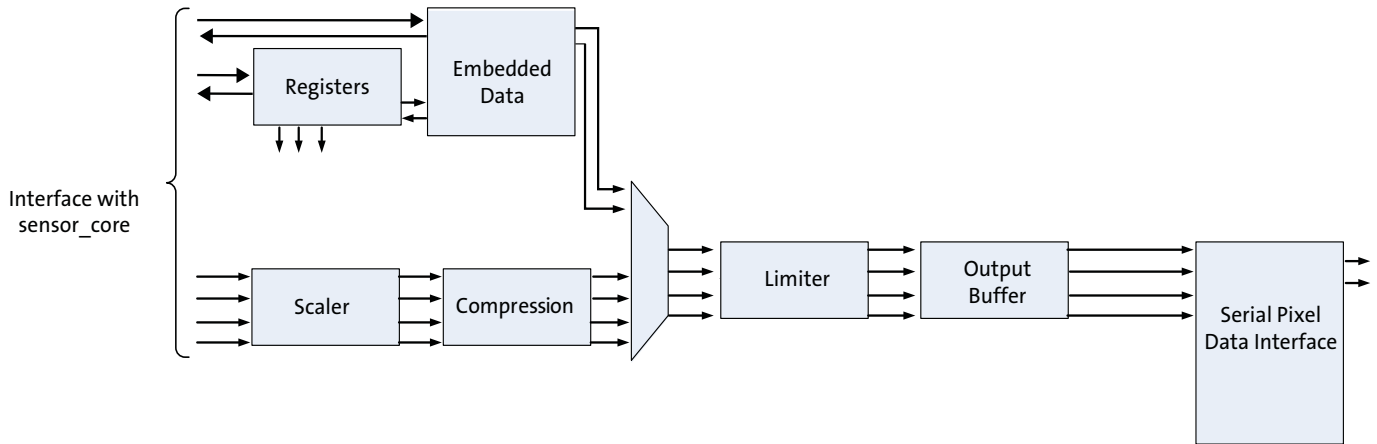 Embedded
Data
Registers
Interface with
sensor_core
Scaler
Compression
Limiter
Output
Buffer
Serial Pixel
Data Interface